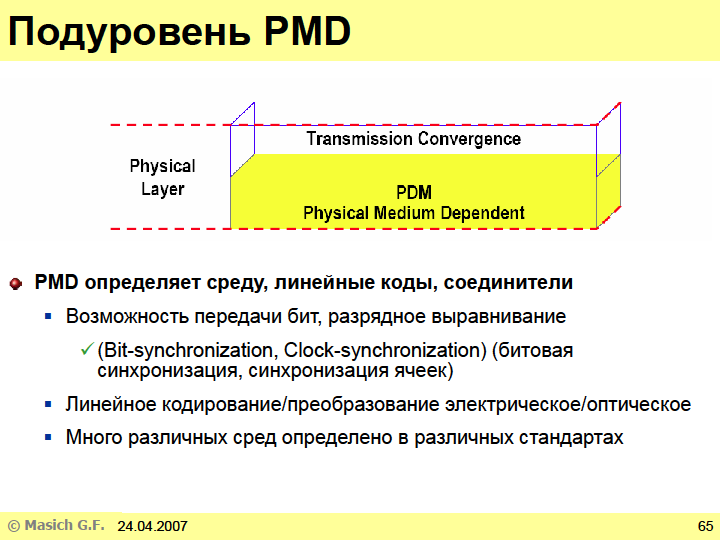 Подуровень PMD
Transmission Convergence
Physical
Layer
PDM
Physical Medium Dependent
PMD определяет среду, линейные коды, соединители
Возможность передачи бит, разрядное выравнивание
(Bit-synchronization, Clock-synchronization) (битовая
синхронизация, синхронизация ячеек)
Линейное кодирование/преобразование электрическое/оптическое
Много различных сред определено в различных стандартах
© Masich G.F. 24.04.2007 65